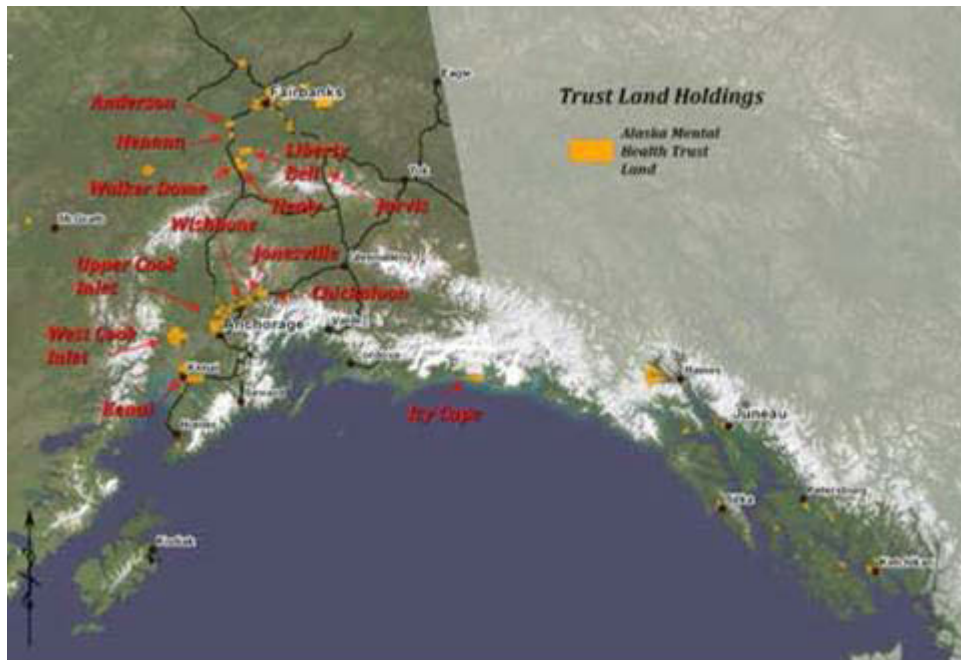 Trust Land Holdings
Alaska Mental
Health Trust
Land
Eagle
Fairbanks
Anderson
Nenana
Liberty
Bell
Tok
Walker Dome
Healy
Jarvis
McGrath
Wishbone
Jonesville
Upper Cook
Inlet
Chickaloon
Anchorage
Valdez
West Cook
Inlet
Cordova
Kenai
Haines
Kenai
Seward
Icy Cape
Juneau
Homer
Petersburg
Sitka
Kodiak
Ketchikan